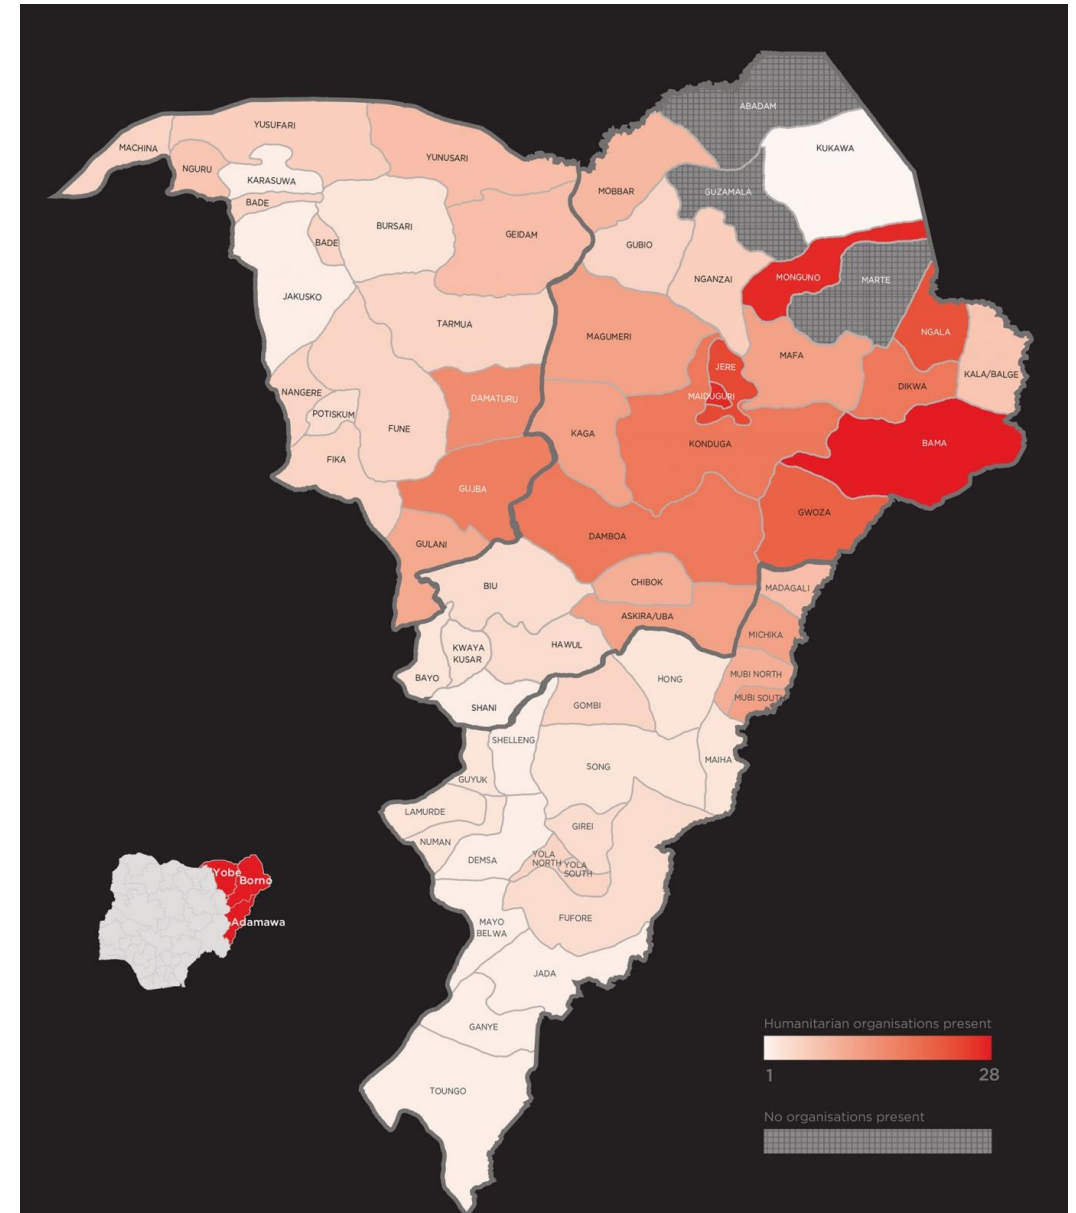 ABADAM
YUSUFARI
KUKAWA
MACHINA
YUNUSARI
NGURU
KARASUWA
MOBBAR
GUZAMALA
BADE
BURSARI
GEIDAM
BADE
GUBIO
NGANZAI
MONGUNO
MARTE
JAKUSKO
TARMUA
MAGUMERI
NGALA
MAFA
JERE
KALA/BALGE
DIKWA
NANGERE
DAMATURU
MAIDUGURI
POTISKUM
FUNE
KAGA
KONDUGA
BAMA
FIKA
GUJBA
GWOZA
DAMBOA
GULANI
CHIBOK
BIU
MADAGALI
ASKIRA/UBA
MICHIKA
KWAYA
KUSAR
HAWUL
BAYO
HONG
MUBI NORTH
MUBI SOUTH
SHANI
GOMBI
SHELLENG
SONG
MAIHA
GUYUK
LAMURDE
GIREI
NUMAN
DEMSA
YOLA
NORTH
YOLA
SOUTH
Yobe
Borno
Adamawa
MAYO
BELWA
FUFORE
JADA
GANYE
TOUNGO
Humanitarian organisations present
1
28
No organisations present